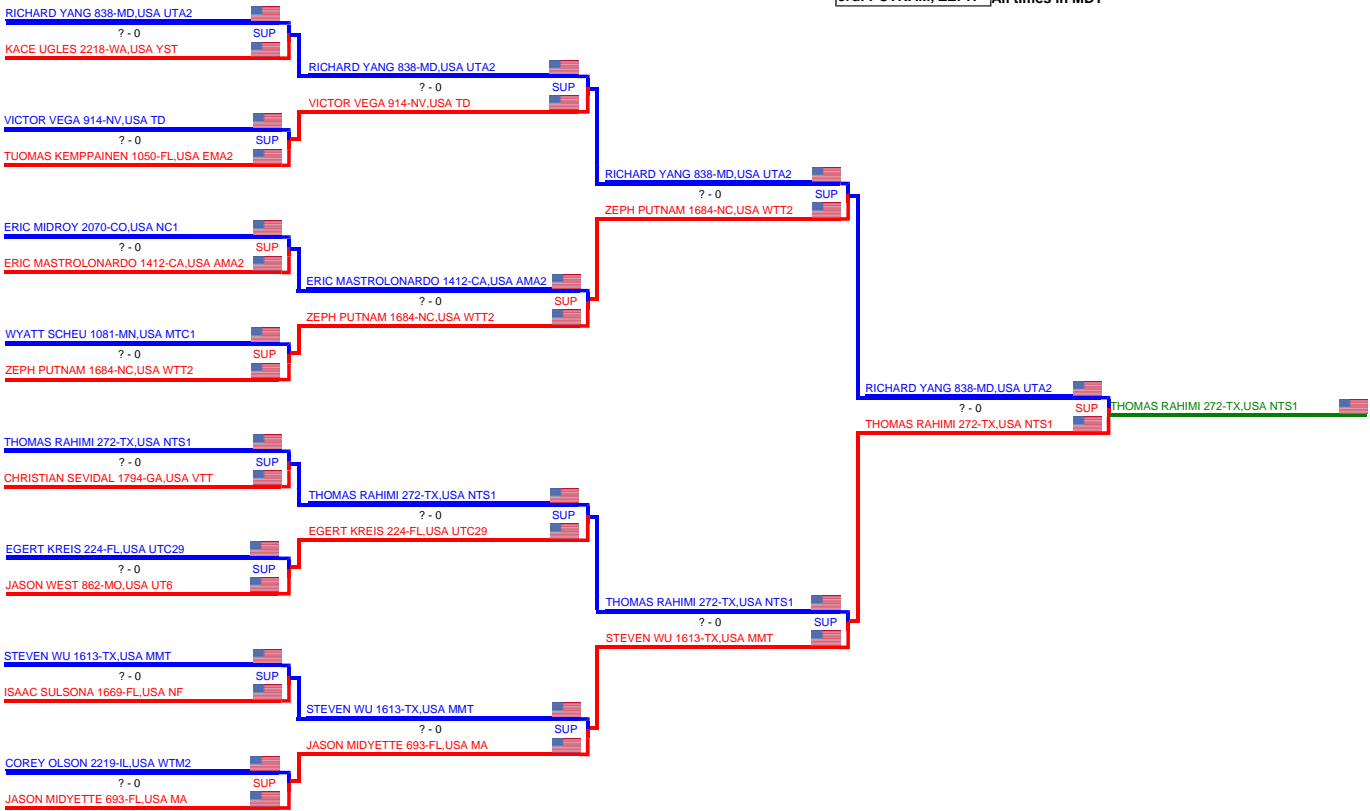 All times in MDT
RICHARD YANG 838-MD,USA UTA2
? - 0 SUP
KACE UGLES 2218-WA,USA YST
RICHARD YANG 838-MD,USA UTA2
? - 0 SUP
VICTOR VEGA 914-NV,USA TD
VICTOR VEGA 914-NV,USA TD
? - 0 SUP
TUOMAS KEMPPAINEN 1050-FL,USA EMA2
RICHARD YANG 838-MD,USA UTA2
? - 0 SUP
ZEPH PUTNAM 1684-NC,USA WTT2
ERIC MIDROY 2070-CO,USA NC1
? - 0 SUP
ERIC MASTROLONARDO 1412-CA,USA AMA2
ERIC MASTROLONARDO 1412-CA,USA AMA2
? - 0 SUP
ZEPH PUTNAM 1684-NC,USA WTT2
WYATT SCHEU 1081-MN,USA MTC1
? - 0 SUP
ZEPH PUTNAM 1684-NC,USA WTT2
RICHARD YANG 838-MD,USA UTA2
? - 0 SUP
THOMAS RAHIMI 272-TX,USA NTS1
THOMAS RAHIMI 272-TX,USA NTS1
THOMAS RAHIMI 272-TX,USA NTS1
? - 0 SUP
CHRISTIAN SEVIDAL 1794-GA,USA VTT
THOMAS RAHIMI 272-TX,USA NTS1
? - 0 SUP
EGERT KREIS 224-FL,USA UTC29
EGERT KREIS 224-FL,USA UTC29
? - 0 SUP
JASON WEST 862-MO,USA UT6
THOMAS RAHIMI 272-TX,USA NTS1
? - 0 SUP
STEVEN WU 1613-TX,USA MMT
STEVEN WU 1613-TX,USA MMT
? - 0 SUP
ISAAC SULSONA 1669-FL,USA NF
STEVEN WU 1613-TX,USA MMT
? - 0 SUP
JASON MIDYETTE 693-FL,USA MA
COREY OLSON 2219-IL,USA WTM2
? - 0 SUP
JASON MIDYETTE 693-FL,USA MA